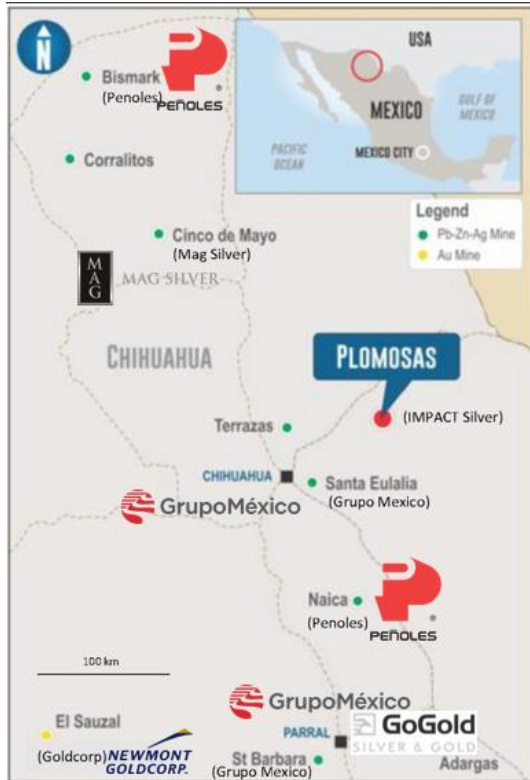 N
Bismark
(Penoles)
PEÑOLES
USA
MEXICO
GULF OF
MEXICO
PACIFIC
OCEAN
MEXICO CITY
Corralitos
Legend
Pb-Zn-Ag Mine
Au Mine
Cinco de Mayo
(Mag Silver)
MAG
MAG SILVER
CHIHUAHUA
PLOMOSAS
(IMPACT Silver)
Terrazas
CHIHUAHUA
Santa Eulalia
(Grupo Mexico)
GrupoMéxico
Naica
(Penoles)
PEÑOLES
100 km
GrupoMéxico
El Sauzal
(Goldcorp)
NEWMONT
GOLDCORP.
PARRAL
GoGold
SILVER & GOLD
St Barbara
(Grupo Mexico)
Adargas